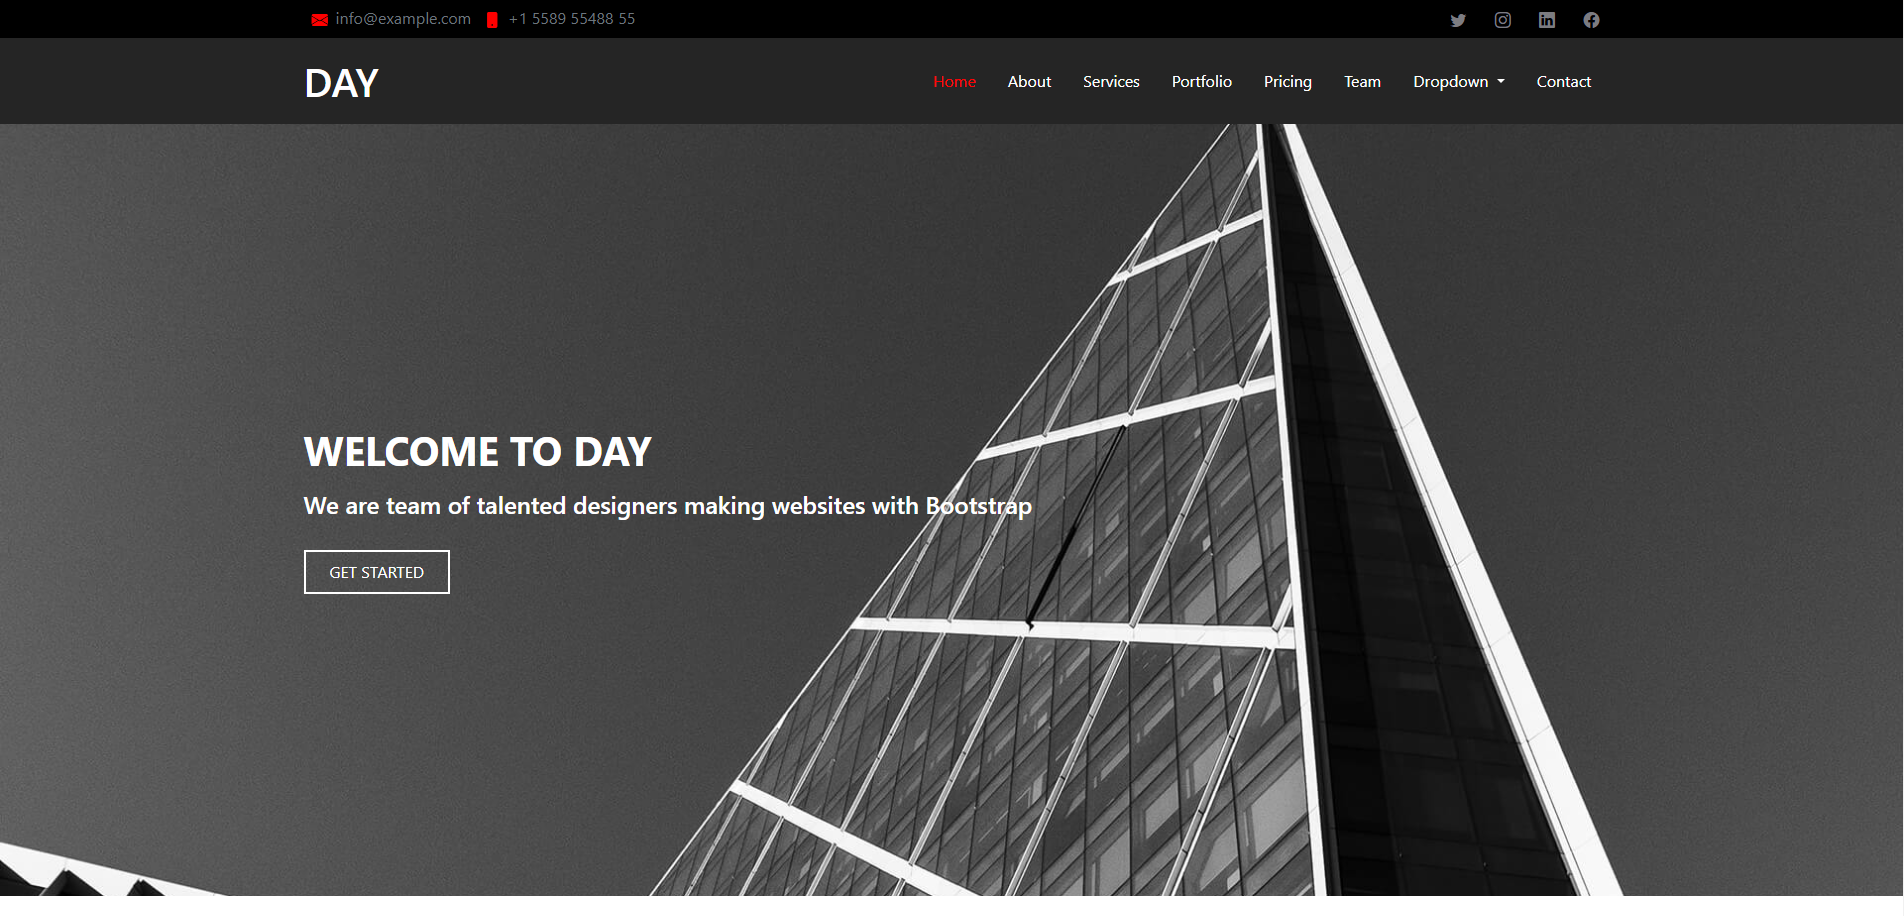 info@example.com +1 5589 55488 55
DAY
Home About Services Portfolio Pricing Team Dropdown Contact
WELCOME TO DAY
We are team of talented designers making websites with Bootstrap
GET STARTED